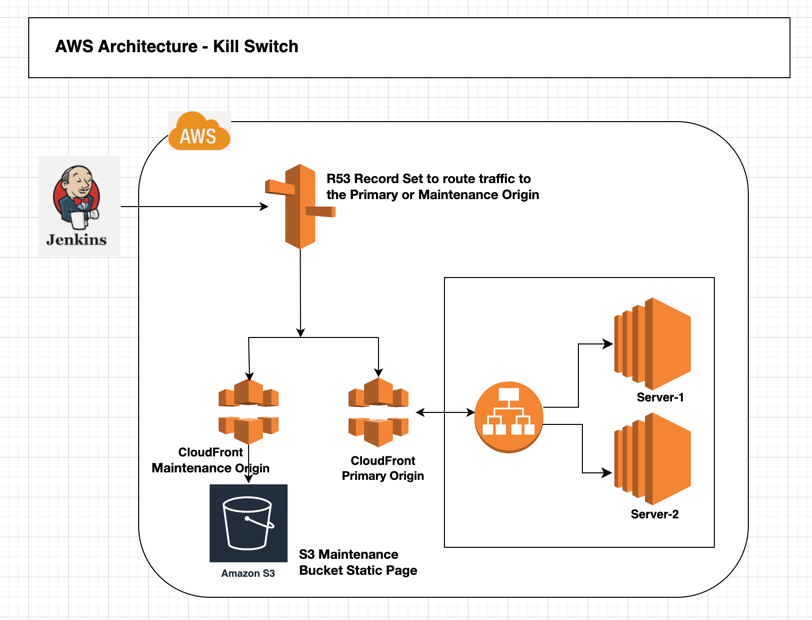 AWS Architecture - Kill Switch
AWS
R53 Record Set to route traffic to
the Primary or Maintenance Origin
Jenkins
Server-1
CloudFront
Maintenance Origin
CloudFront
Primary Origin
Server-2
S3 Maintenance
Bucket Static Page
Amazon S3